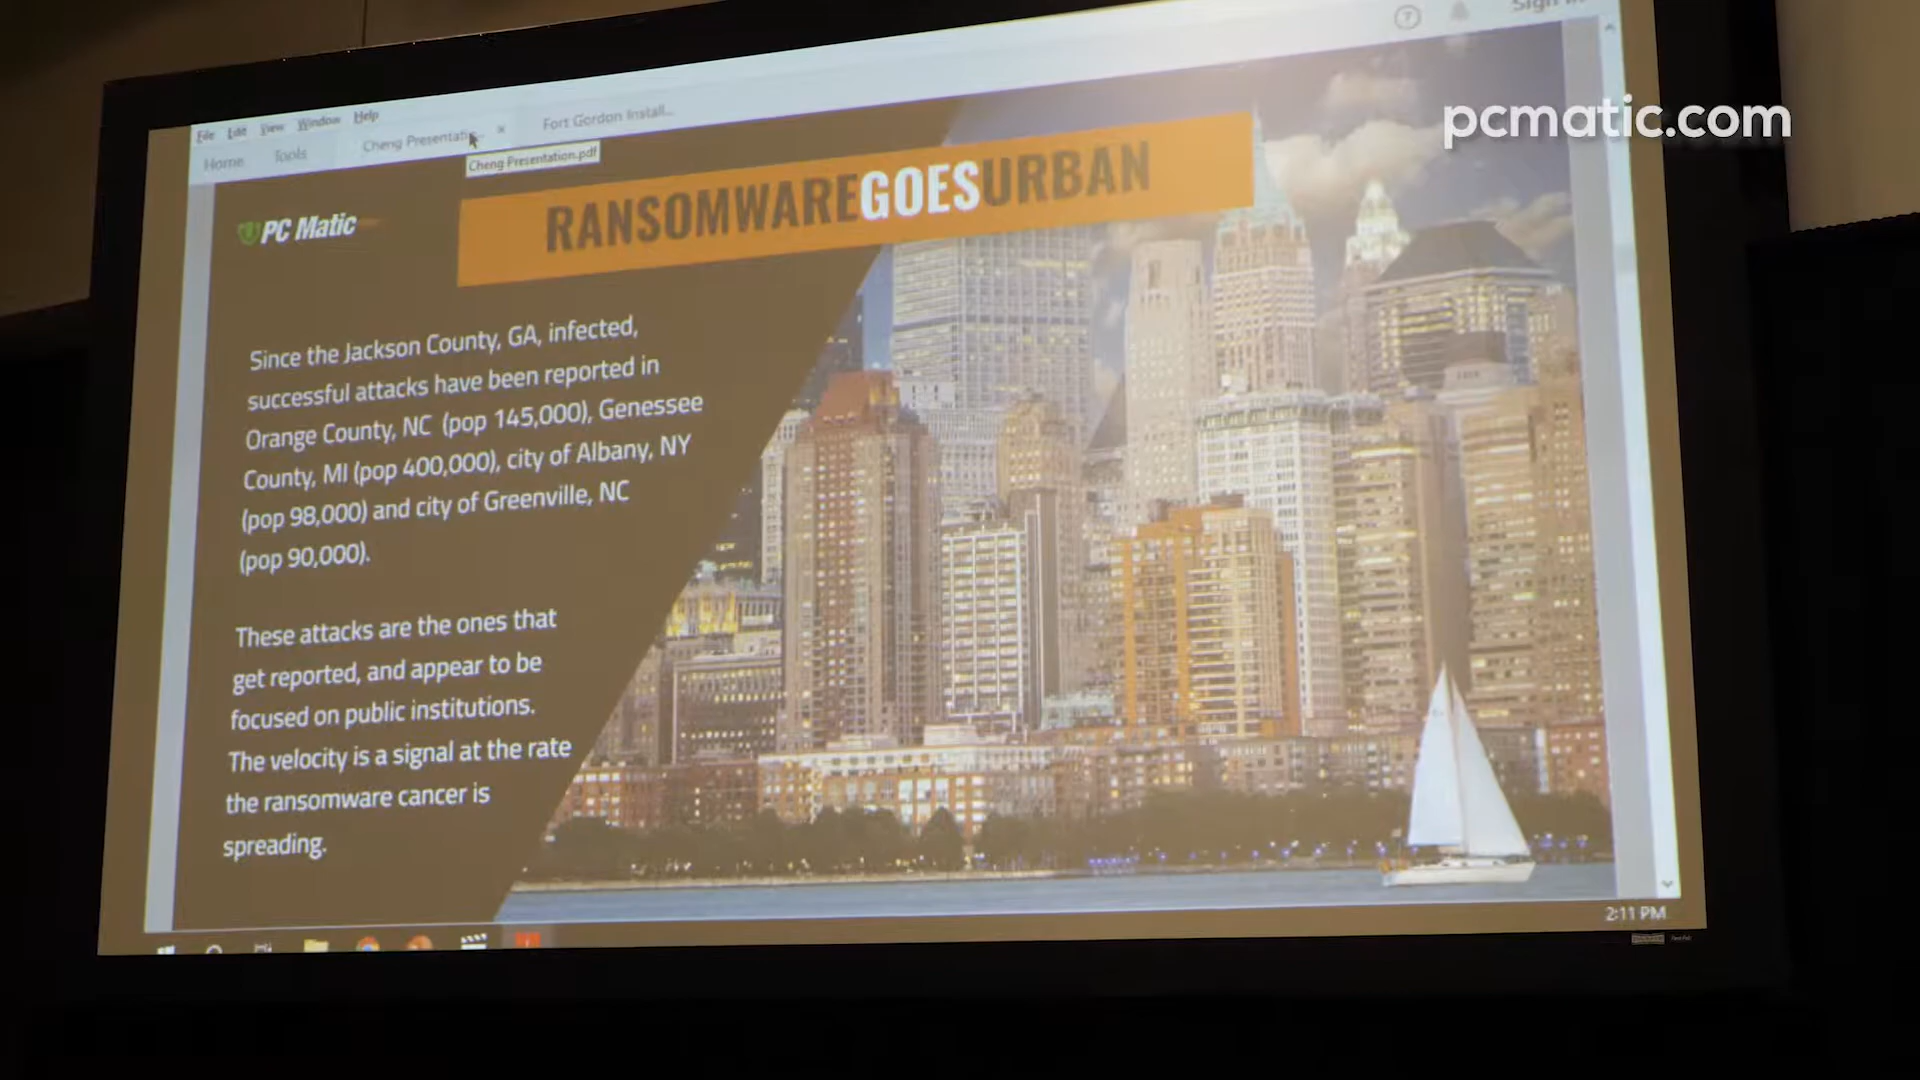 pcmatic.com
File Edit View Window Help
Home Tools Cheng Presentatio... × Fort Gordon Install...
Cheng Presentation.pdf
PC Matic
RANSOMWAREGOESURBAN
Since the Jackson County, GA, infected,
successful attacks have been reported in
Orange County, NC (pop 145,000), Genessee
County, MI (pop 400,000), city of Albany, NY
(pop 98,000) and city of Greenville, NC
(pop 90,000).
These attacks are the ones that
get reported, and appear to be
focused on public institutions.
The velocity is a signal at the rate
the ransomware cancer is
spreading.
2:11 PM